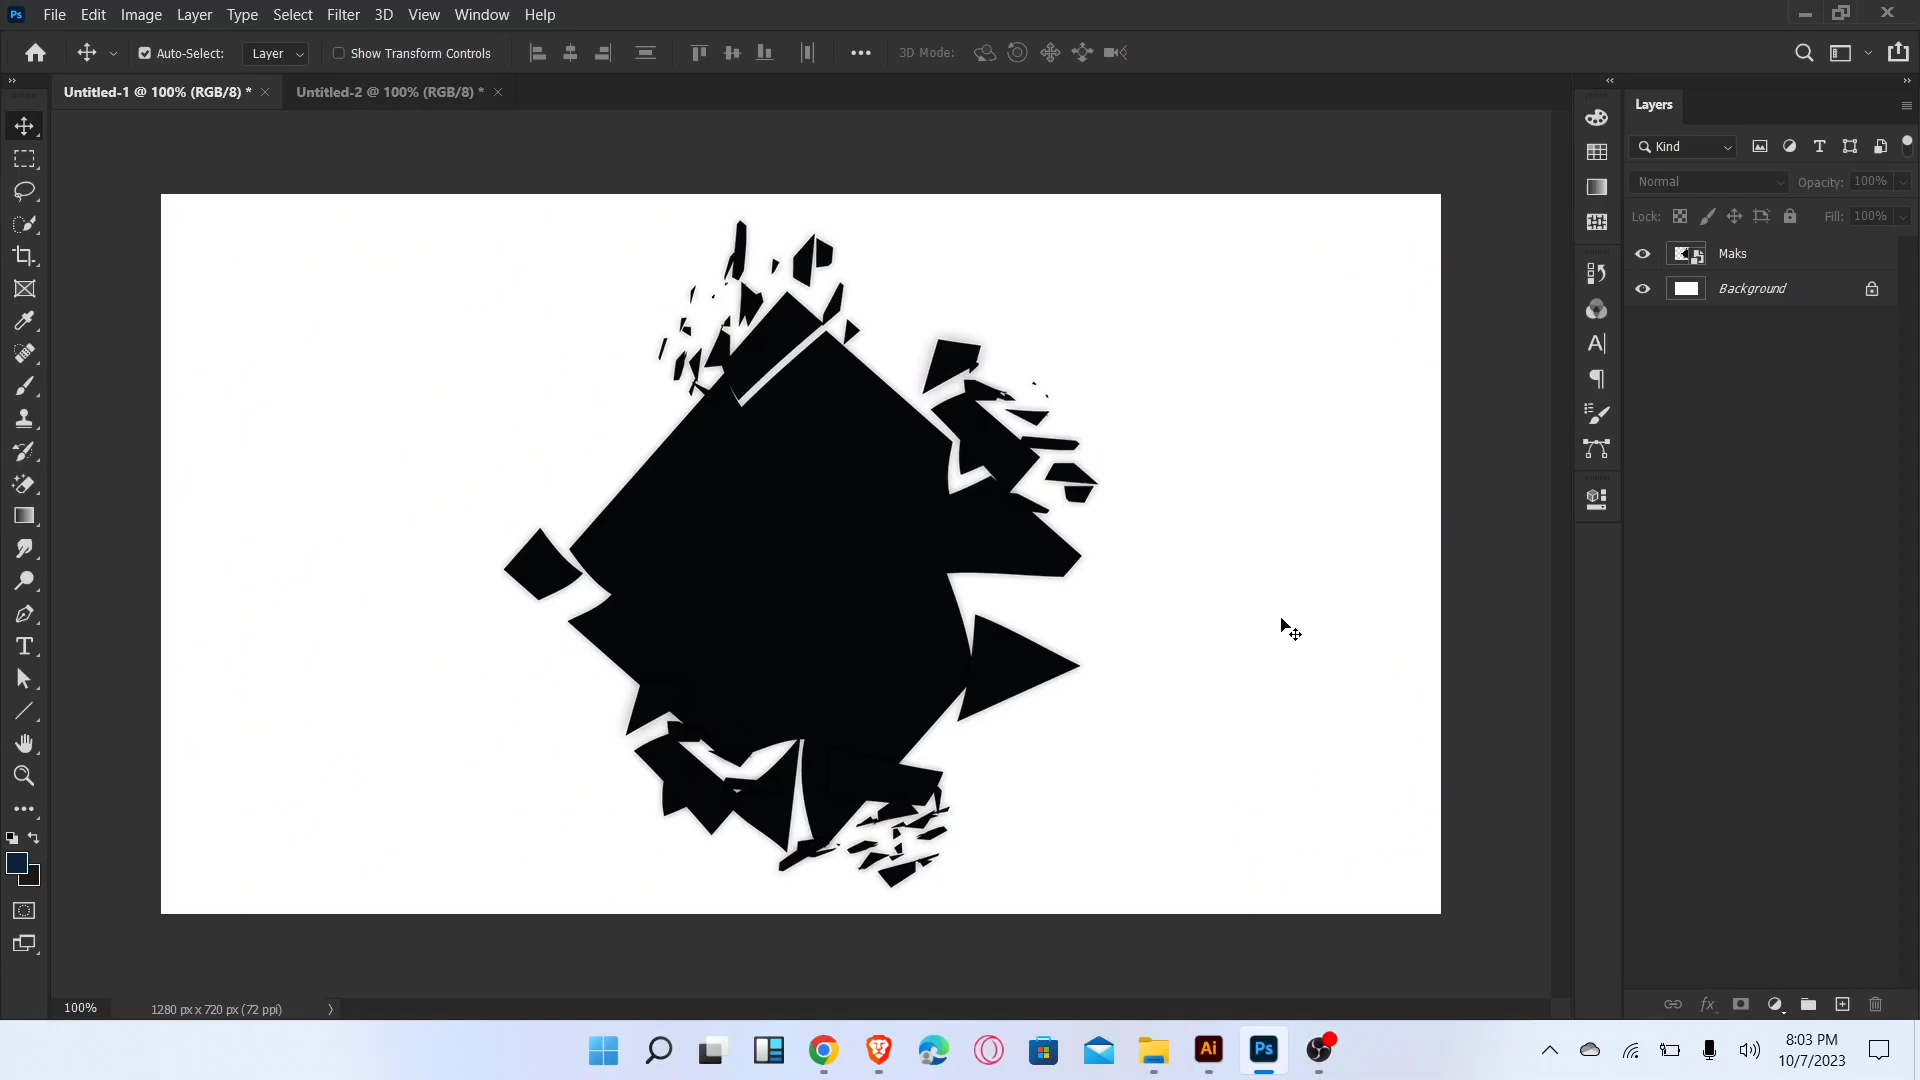 Ps File Edit Image Layer Type Select Filter 3D View Window Help
Auto-Select: Layer Show Transform Controls 3D Mode:
Untitled-1 @ 100% (RGB/8) * Untitled-2 @ 100% (RGB/8) *
Layers
Kind
Normal Opacity: 100%
Lock: Fill: 100%
Maks
Background
100% 1280 px x 720 px (72 ppi)
Ai Ps
8:03 PM
10/7/2023